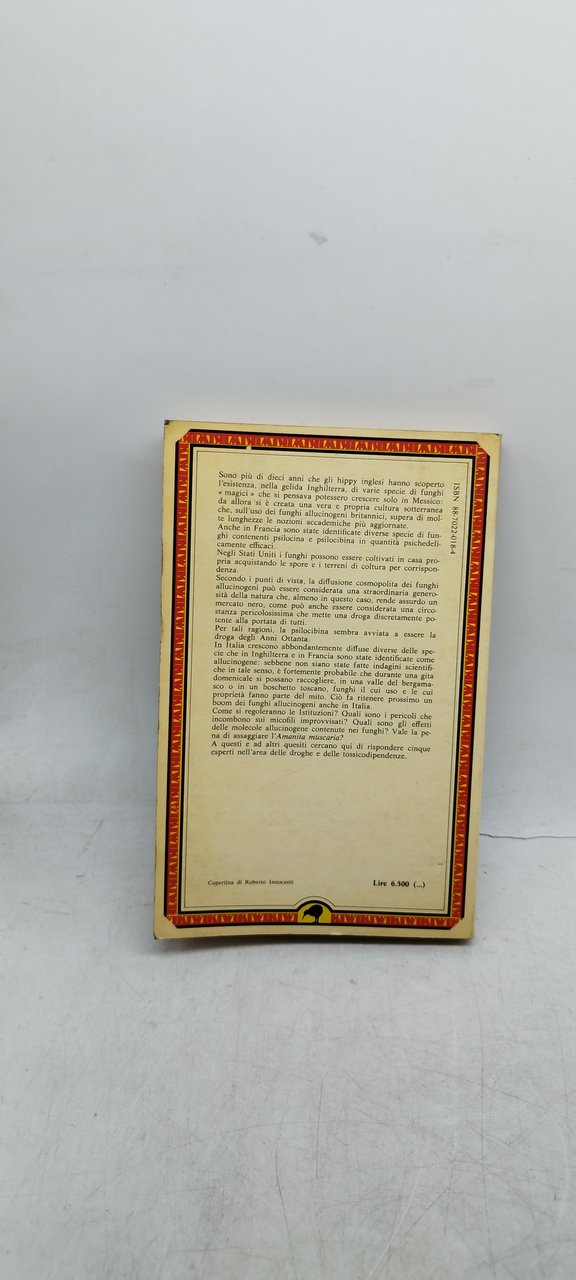 Sono più di dieci anni che gli hippy inglesi hanno scoperto
l'esistenza, nella gelida Inghilterra, di varie specie di funghi
« magici » che si pensava potessero crescere solo in Messico:
da allora si è creata una vera e propria cultura sotterranea
che, sull'uso dei funghi allucinogeni britannici, supera di mol-
te lunghezze le nozioni accademiche più aggiornate.
Anche in Francia sono state identificate diverse specie di fun-
ghi contenenti psilocina e psilocibina in quantità psichedeli-
camente efficaci.
Negli Stati Uniti i funghi possono essere coltivati in casa pro-
pria acquistando le spore e i terreni di coltura per corrispon-
denza.
Secondo i punti di vista, la diffusione cosmopolita dei funghi
allucinogeni può essere considerata una straordinaria genero-
sità della natura che, almeno in questo caso, rende assurdo un
mercato nero, come può anche essere considerata una circo-
stanza pericolosissima che mette una droga discretamente po-
tente alla portata di tutti.
Per tali ragioni, la psilocibina sembra avviata a essere la
droga degli Anni Ottanta.
In Italia crescono abbondantemente diffuse diverse delle spe-
cie che in Inghilterra e in Francia sono state identificate come
allucinogene: sebbene non siano state fatte indagini scientifi-
che in tale senso, è fortemente probabile che durante una gita
domenicale si possano raccogliere, in una valle del bergama-
sco o in un boschetto toscano, funghi il cui uso e le cui
proprietà fanno parte del mito. Ciò fa ritenere prossimo un
boom dei funghi allucinogeni anche in Italia.
Come si regoleranno le Istituzioni? Quali sono i pericoli che
incombono sui micofili improvvisati? Quali sono gli effetti
delle molecole allucinogene contenute nei funghi? Vale la pe-
na di assaggiare l'Amanita muscaria?
A questi e ad altri quesiti cercano qui di rispondere cinque
esperti nell'area delle droghe e delle tossicodipendenze.
ISBN 88-7022-018-4
Copertina di Roberto Innocenti
Lire 6.500 (...)
KIWIKIWIKIWIKIWI
KIWIKIWIKIWIKIWI